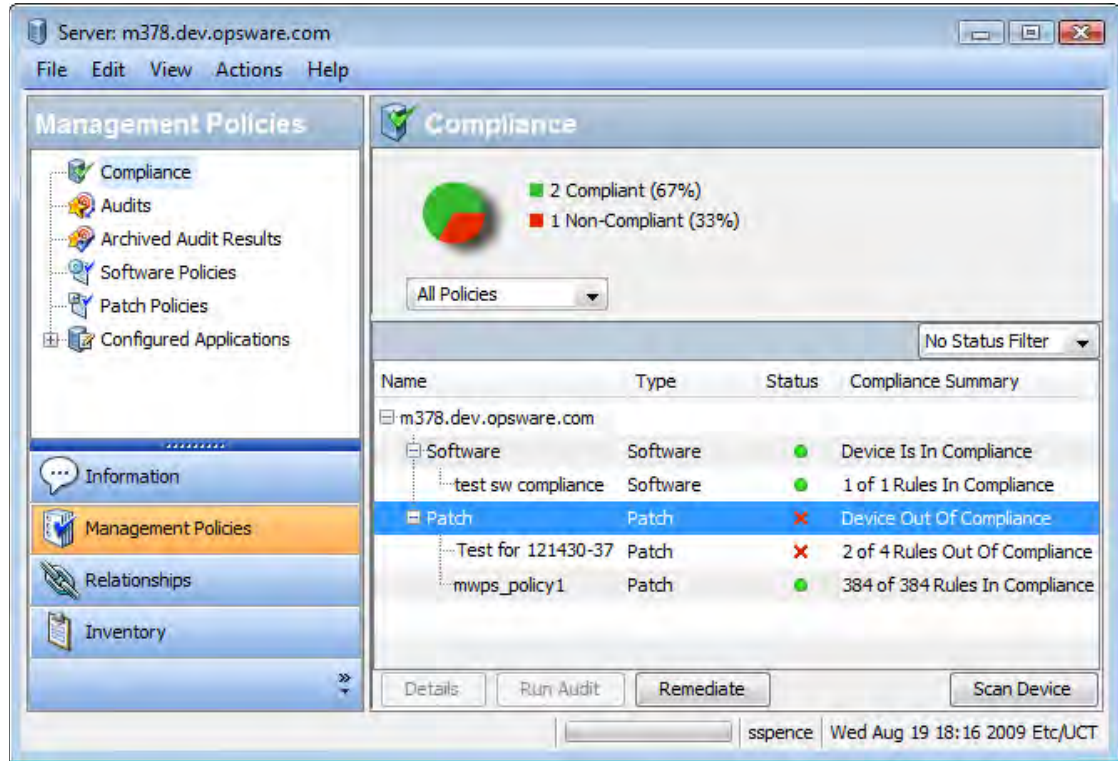 Server: m378.dev.opsware.com
File Edit View Actions Help
Management Policies
Compliance
Audits
Archived Audit Results
Software Policies
Patch Policies
Configured Applications
Information
Management Policies
Relationships
Inventory
Compliance
2 Compliant (67%)
1 Non-Compliant (33%)
All Policies
No Status Filter
Name Type Status Compliance Summary
m378.dev.opsware.com
Software Software Device Is In Compliance
test sw compliance Software 1 of 1 Rules In Compliance
Patch Patch Device Out Of Compliance
Test for 121430-37 Patch 2 of 4 Rules Out Of Compliance
mwps_policy1 Patch 384 of 384 Rules In Compliance
Details Run Audit Remediate Scan Device
sspence Wed Aug 19 18:16 2009 Etc/UCT